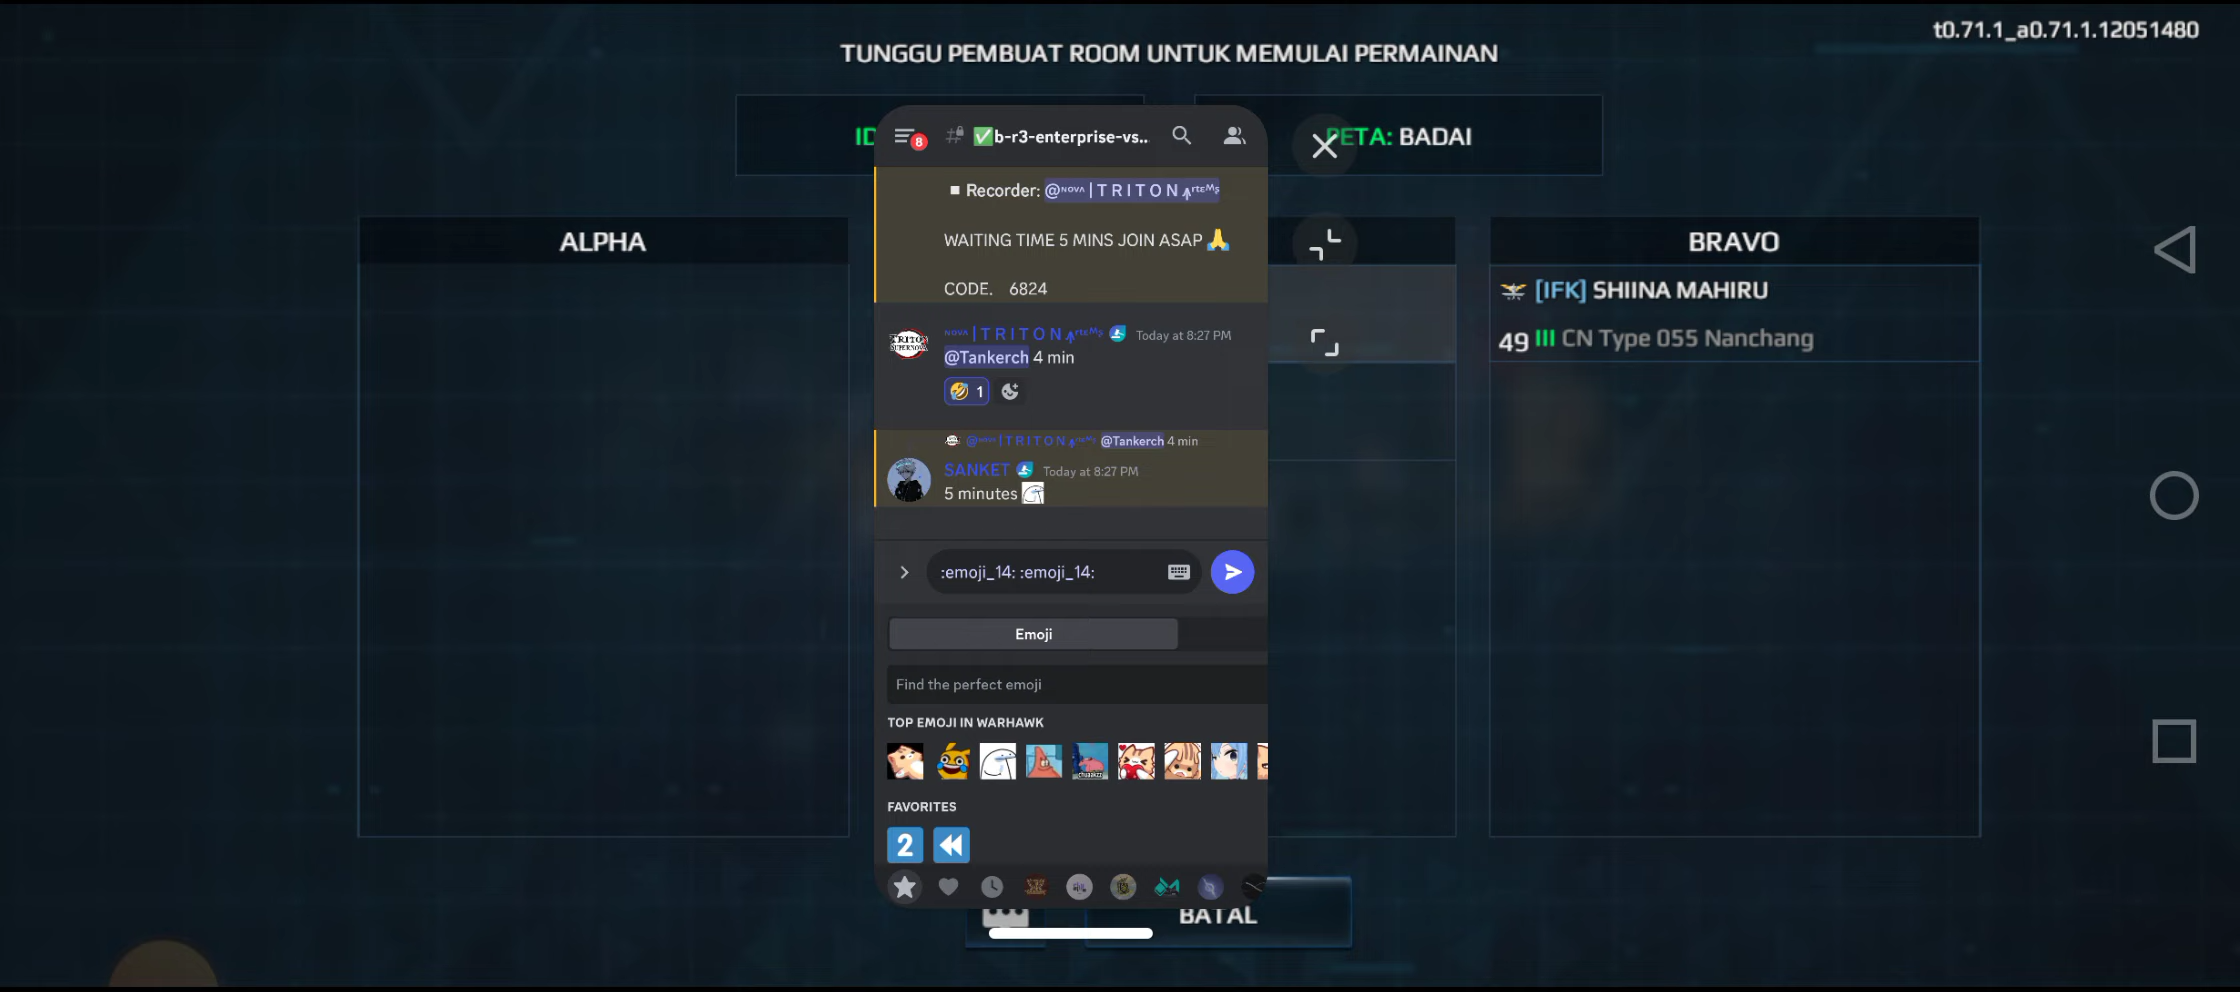 t0.71.1_a0.71.1.12051480
TUNGGU PEMBUAT ROOM UNTUK MEMULAI PERMAINAN
ID
PETA: BADAI
ALPHA
BRAVO
[IFK] SHIINA MAHIRU
49 III CN Type 055 Nanchang
8
✅b-r3-enterprise-vs...
▪ Recorder: @ᴺᴼⱽᴬ | T R I T O N
WAITING TIME 5 MINS JOIN ASAP 🙏
CODE. 6824
ᴺᴼⱽᴬ | T R I T O N Today at 8:27 PM
@Tankerch 4 min
🤣 1
| T R I T O N @Tankerch 4 min
SANKET Today at 8:27 PM
5 minutes
:emoji_14: :emoji_14:
Emoji
Find the perfect emoji
TOP EMOJI IN WARHAWK
FAVORITES
2
BATAL